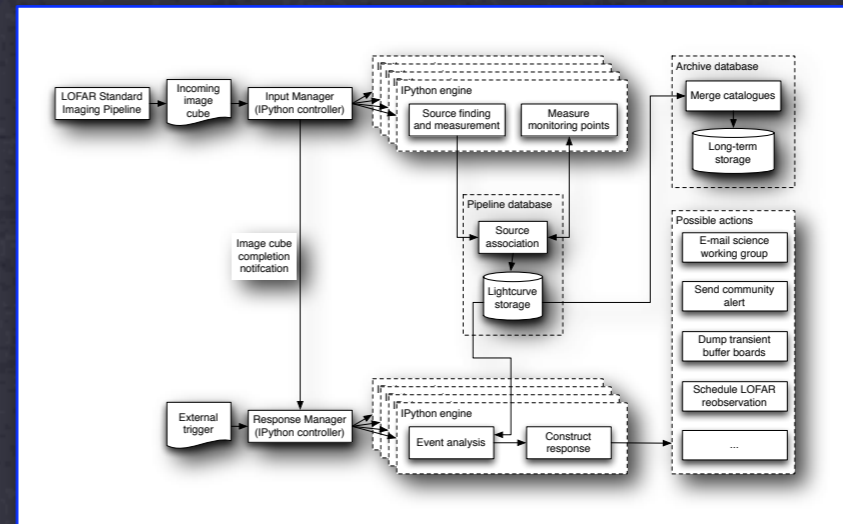 LOFAR Standard
Imaging Pipeline
Incoming
image
cube
Input Manager
(IPython controller)
IPython engine
Source finding
and measurement
Measure
monitoring points
Archive database
Merge catalogues
Long-term
storage
Pipeline database
Source
association
Lightcurve
storage
Image cube
completion
notifcation
Possible actions
E-mail science
working group
Send community
alert
Dump transient
buffer boards
Schedule LOFAR
reobservation
...
External
trigger
Response Manager
(IPython controller)
IPython engine
Event analysis
Construct
response